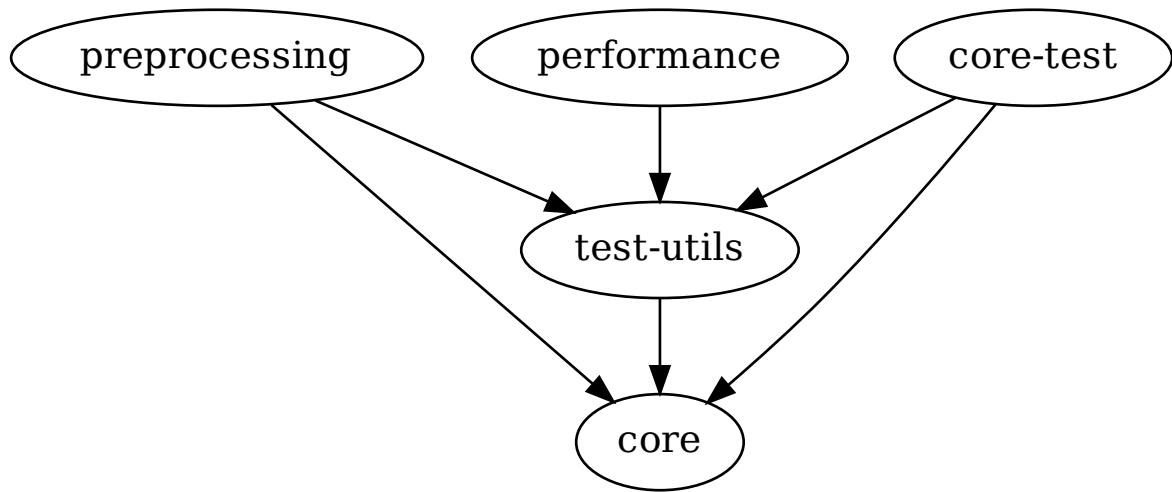 preprocessing
performance
core-test
test-utils
core